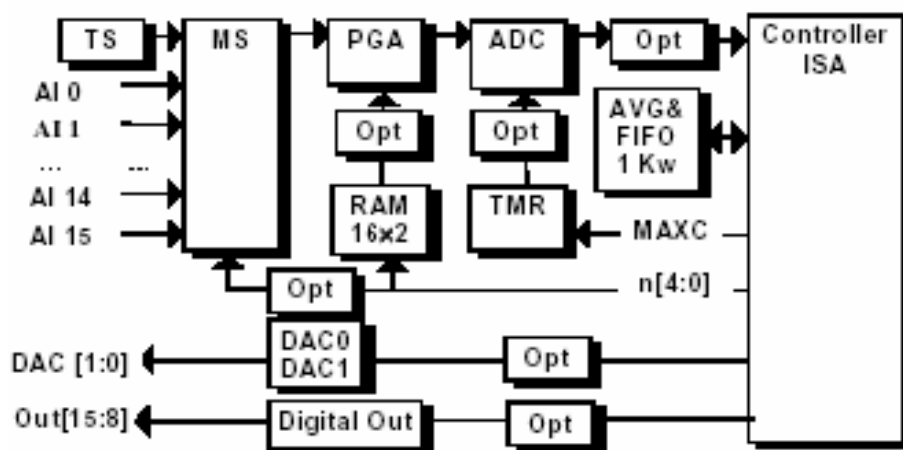 TS
MS
PGA
ADC
Opt
Controller
ISA
AI 0
AI 1
... ---
AI 14
AI 15
Opt
Opt
AVG&
FIFO
1 Kw
RAM
16x2
TMR
MAXC
Opt
n[4:0]
DAC [1:0]
DAC0
DAC1
Opt
Out[15:8]
Digital Out
Opt